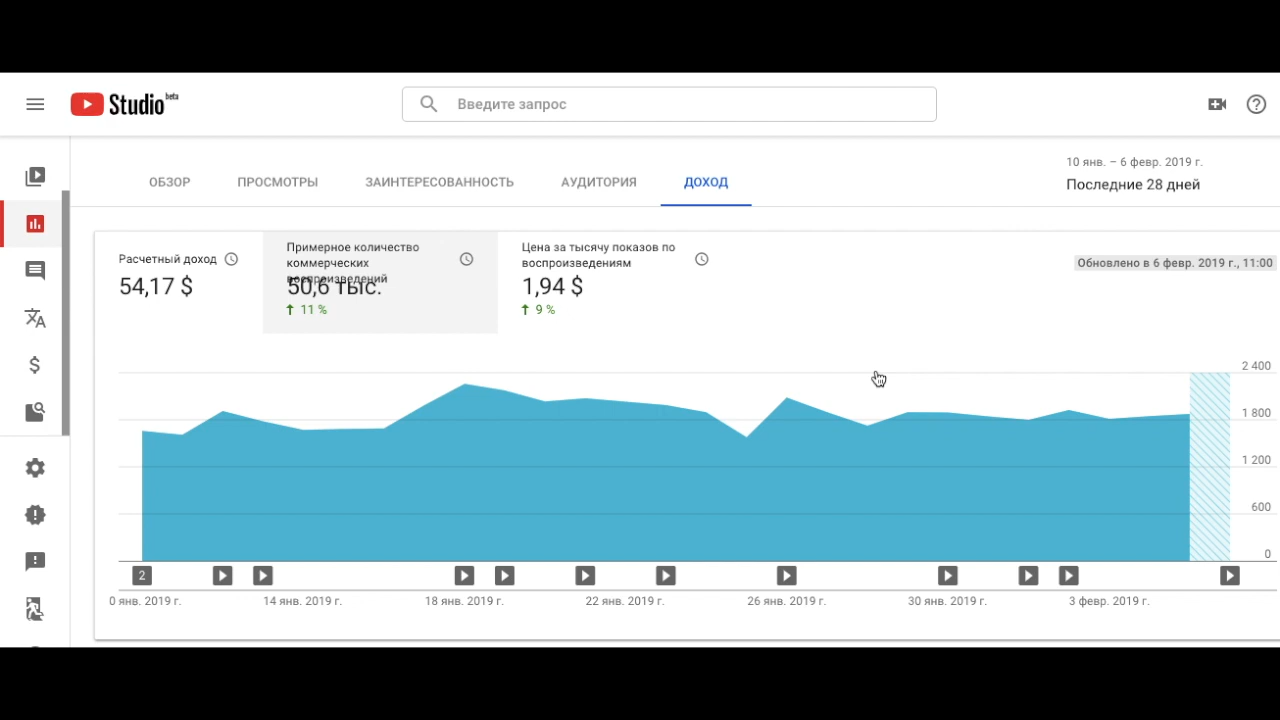 Studio beta
Введите запрос
10 янв. – 6 февр. 2019 г.
ОБЗОР ПРОСМОТРЫ ЗАИНТЕРЕСОВАННОСТЬ АУДИТОРИЯ ДОХОД
Последние 28 дней
Расчетный доход
54,17 $
Примерное количество
коммерческих
воспроизведений
50,6 тыс.
11 %
Цена за тысячу показов по
воспроизведениям
1,94 $
9 %
Обновлено в 6 февр. 2019 г., 11:00
2 400
1 800
1 200
600
0
2
0 янв. 2019 г. 14 янв. 2019 г. 18 янв. 2019 г. 22 янв. 2019 г. 26 янв. 2019 г. 30 янв. 2019 г. 3 февр. 2019 г.